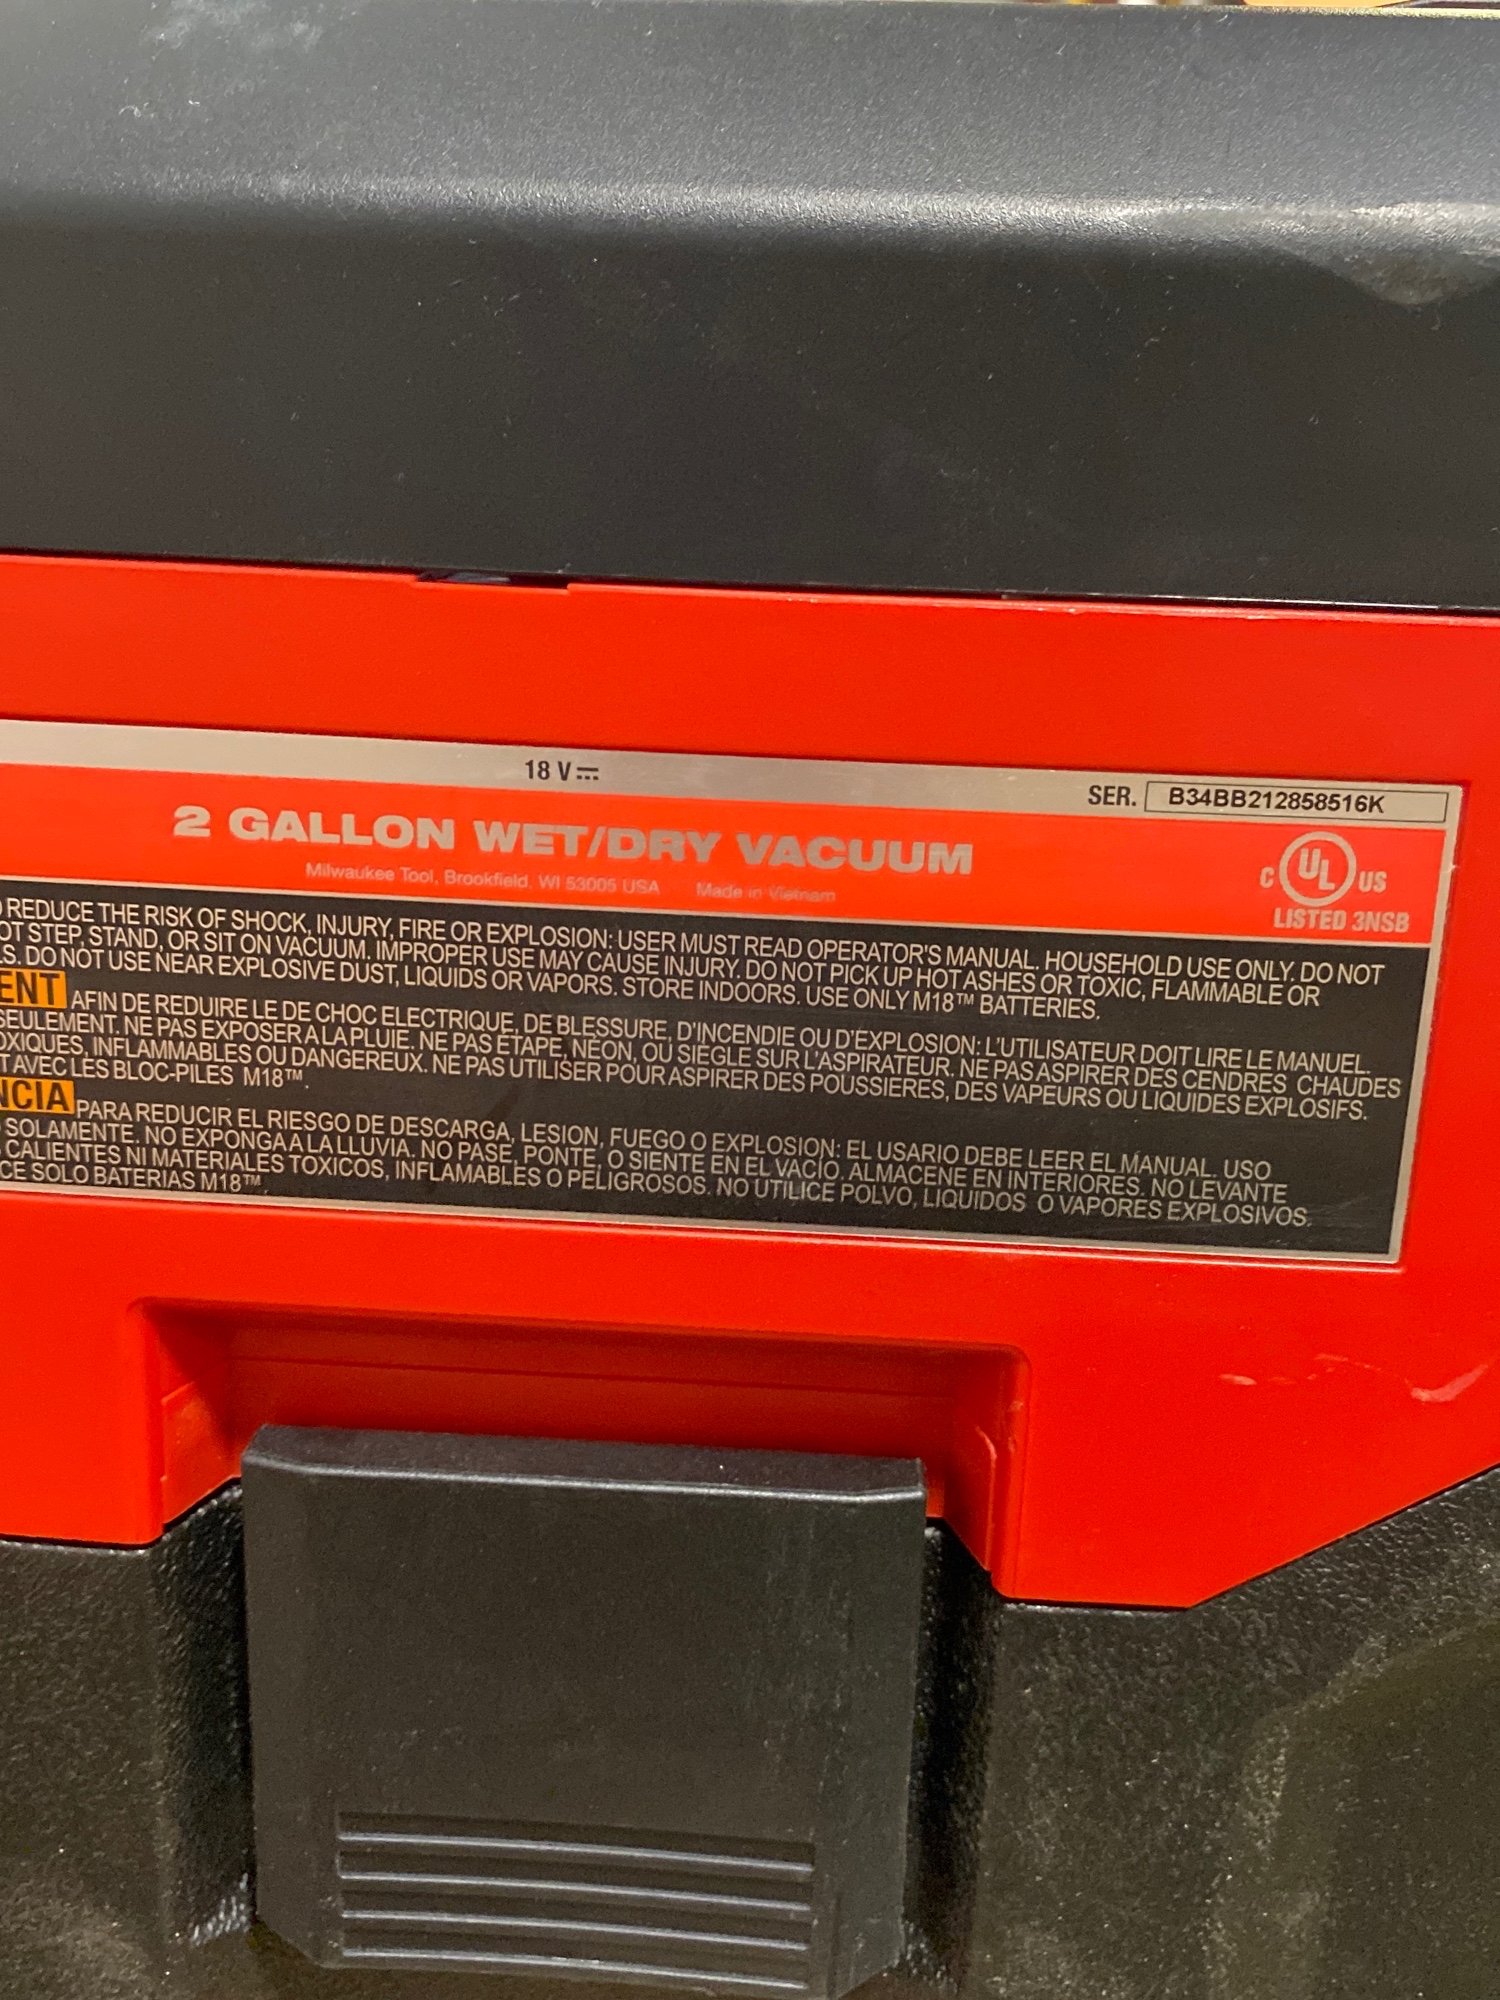 18 V
SER. B34BB212858516K
2 GALLON WET/DRY VACUUM
Milwaukee Tool, Brookfield, WI 53005 USA Made in Vietnam
C UL US
LISTED 3NSB
REDUCE THE RISK OF SHOCK, INJURY, FIRE OR EXPLOSION: USER MUST READ OPERATOR'S MANUAL. HOUSEHOLD USE ONLY. DO NOT
STEP, STAND, OR SIT ON VACUUM. IMPROPER USE MAY CAUSE INJURY. DO NOT PICK UP HOT ASHES OR TOXIC, FLAMMABLE OR
DO NOT USE NEAR EXPLOSIVE DUST, LIQUIDS OR VAPORS. STORE INDOORS. USE ONLY M18™ BATTERIES.
ENT AFIN DE REDUIRE LE DE CHOC ELECTRIQUE, DE BLESSURE, D'INCENDIE OU D'EXPLOSION: L'UTILISATEUR DOIT LIRE LE MANUEL.
SEULEMENT. NE PAS EXPOSER A LA PLUIE. NE PAS ETAPE, NEON, OU SIEGLE SUR L'ASPIRATEUR. NE PAS ASPIRER DES CENDRES CHAUDES
OXIQUES, INFLAMMABLES OU DANGEREUX. NE PAS UTILISER POUR ASPIRER DES POUSSIERES, DES VAPEURS OU LIQUIDES EXPLOSIFS.
T AVEC LES BLOC-PILES M18™.
NCIA PARA REDUCIR EL RIESGO DE DESCARGA, LESION, FUEGO O EXPLOSION: EL USARIO DEBE LEER EL MANUAL. USO
SOLAMENTE. NO EXPONGA A LA LLUVIA. NO PASE, PONTE, O SIENTE EN EL VACIO. ALMACENE EN INTERIORES. NO LEVANTE
CALIENTES NI MATERIALES TOXICOS, INFLAMABLES O PELIGROSOS. NO UTILICE POLVO, LIQUIDOS O VAPORES EXPLOSIVOS.
CE SOLO BATERIAS M18™